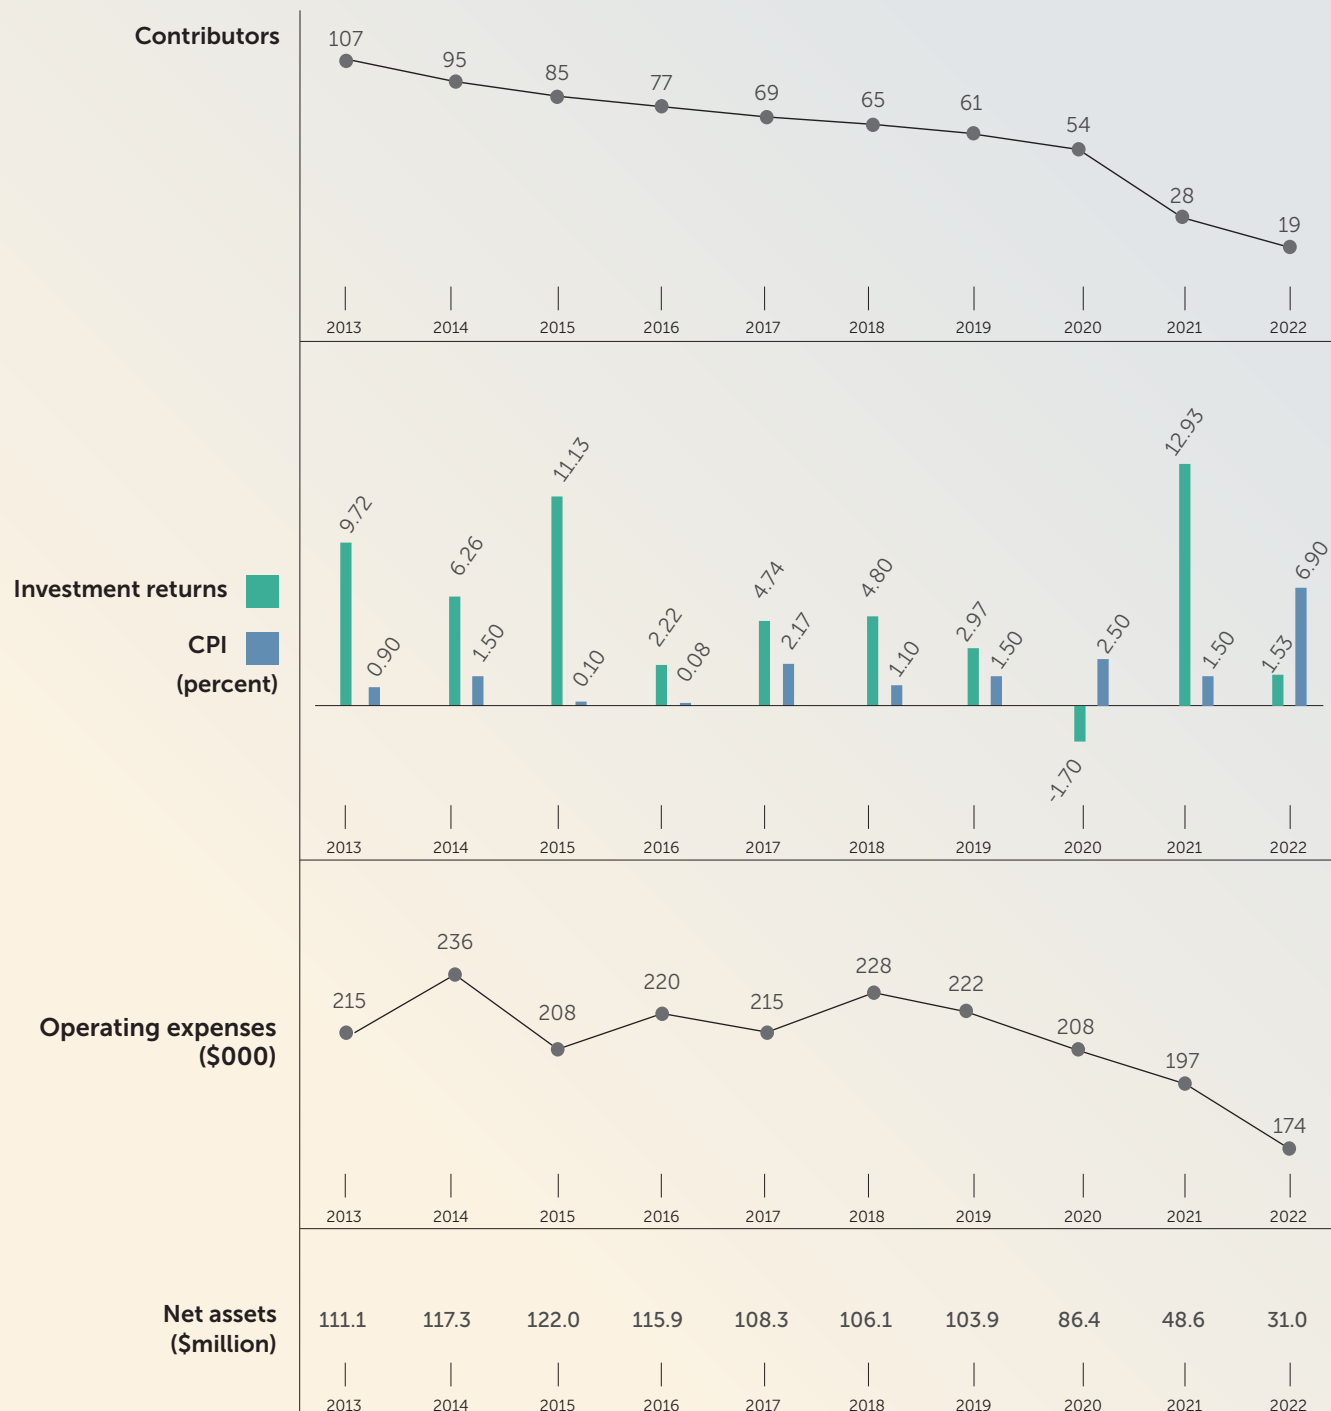 Contributors
107 95 85 77 69 65 61 54 28 19
2013 2014 2015 2016 2017 2018 2019 2020 2021 2022
Investment returns
CPI
(percent)
9.72 0.90 6.26 1.50 11.13 0.10 2.22 0.08 4.74 2.17 4.80 1.10 2.97 1.50 -1.70 2.50 12.93 1.50 1.53 6.90
2013 2014 2015 2016 2017 2018 2019 2020 2021 2022
Operating expenses
($000)
215 236 208 220 215 228 222 208 197 174
2013 2014 2015 2016 2017 2018 2019 2020 2021 2022
Net assets
($million)
111.1 117.3 122.0 115.9 108.3 106.1 103.9 86.4 48.6 31.0
2013 2014 2015 2016 2017 2018 2019 2020 2021 2022